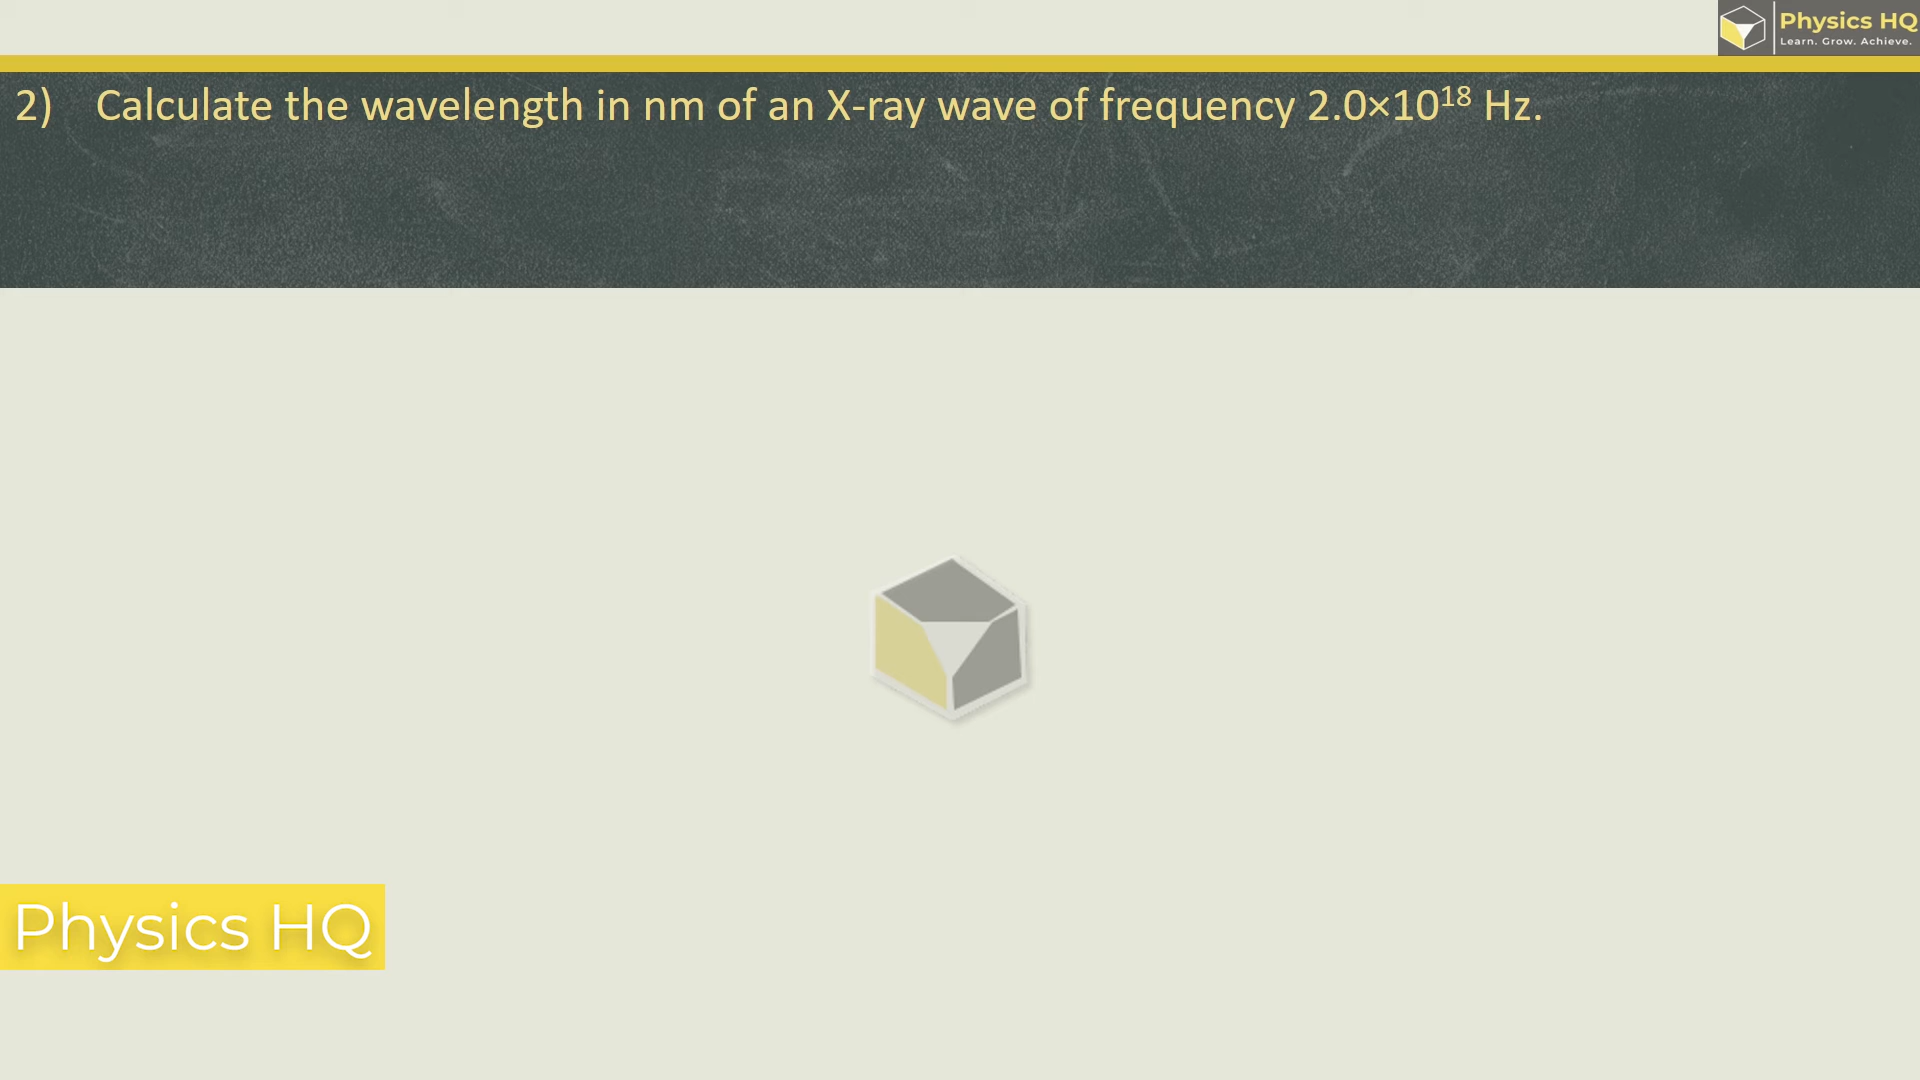 Physics HQ
Learn. Grow. Achieve.
2) Calculate the wavelength in nm of an X-ray wave of frequency 2.0×10¹⁸ Hz.
Physics HQ